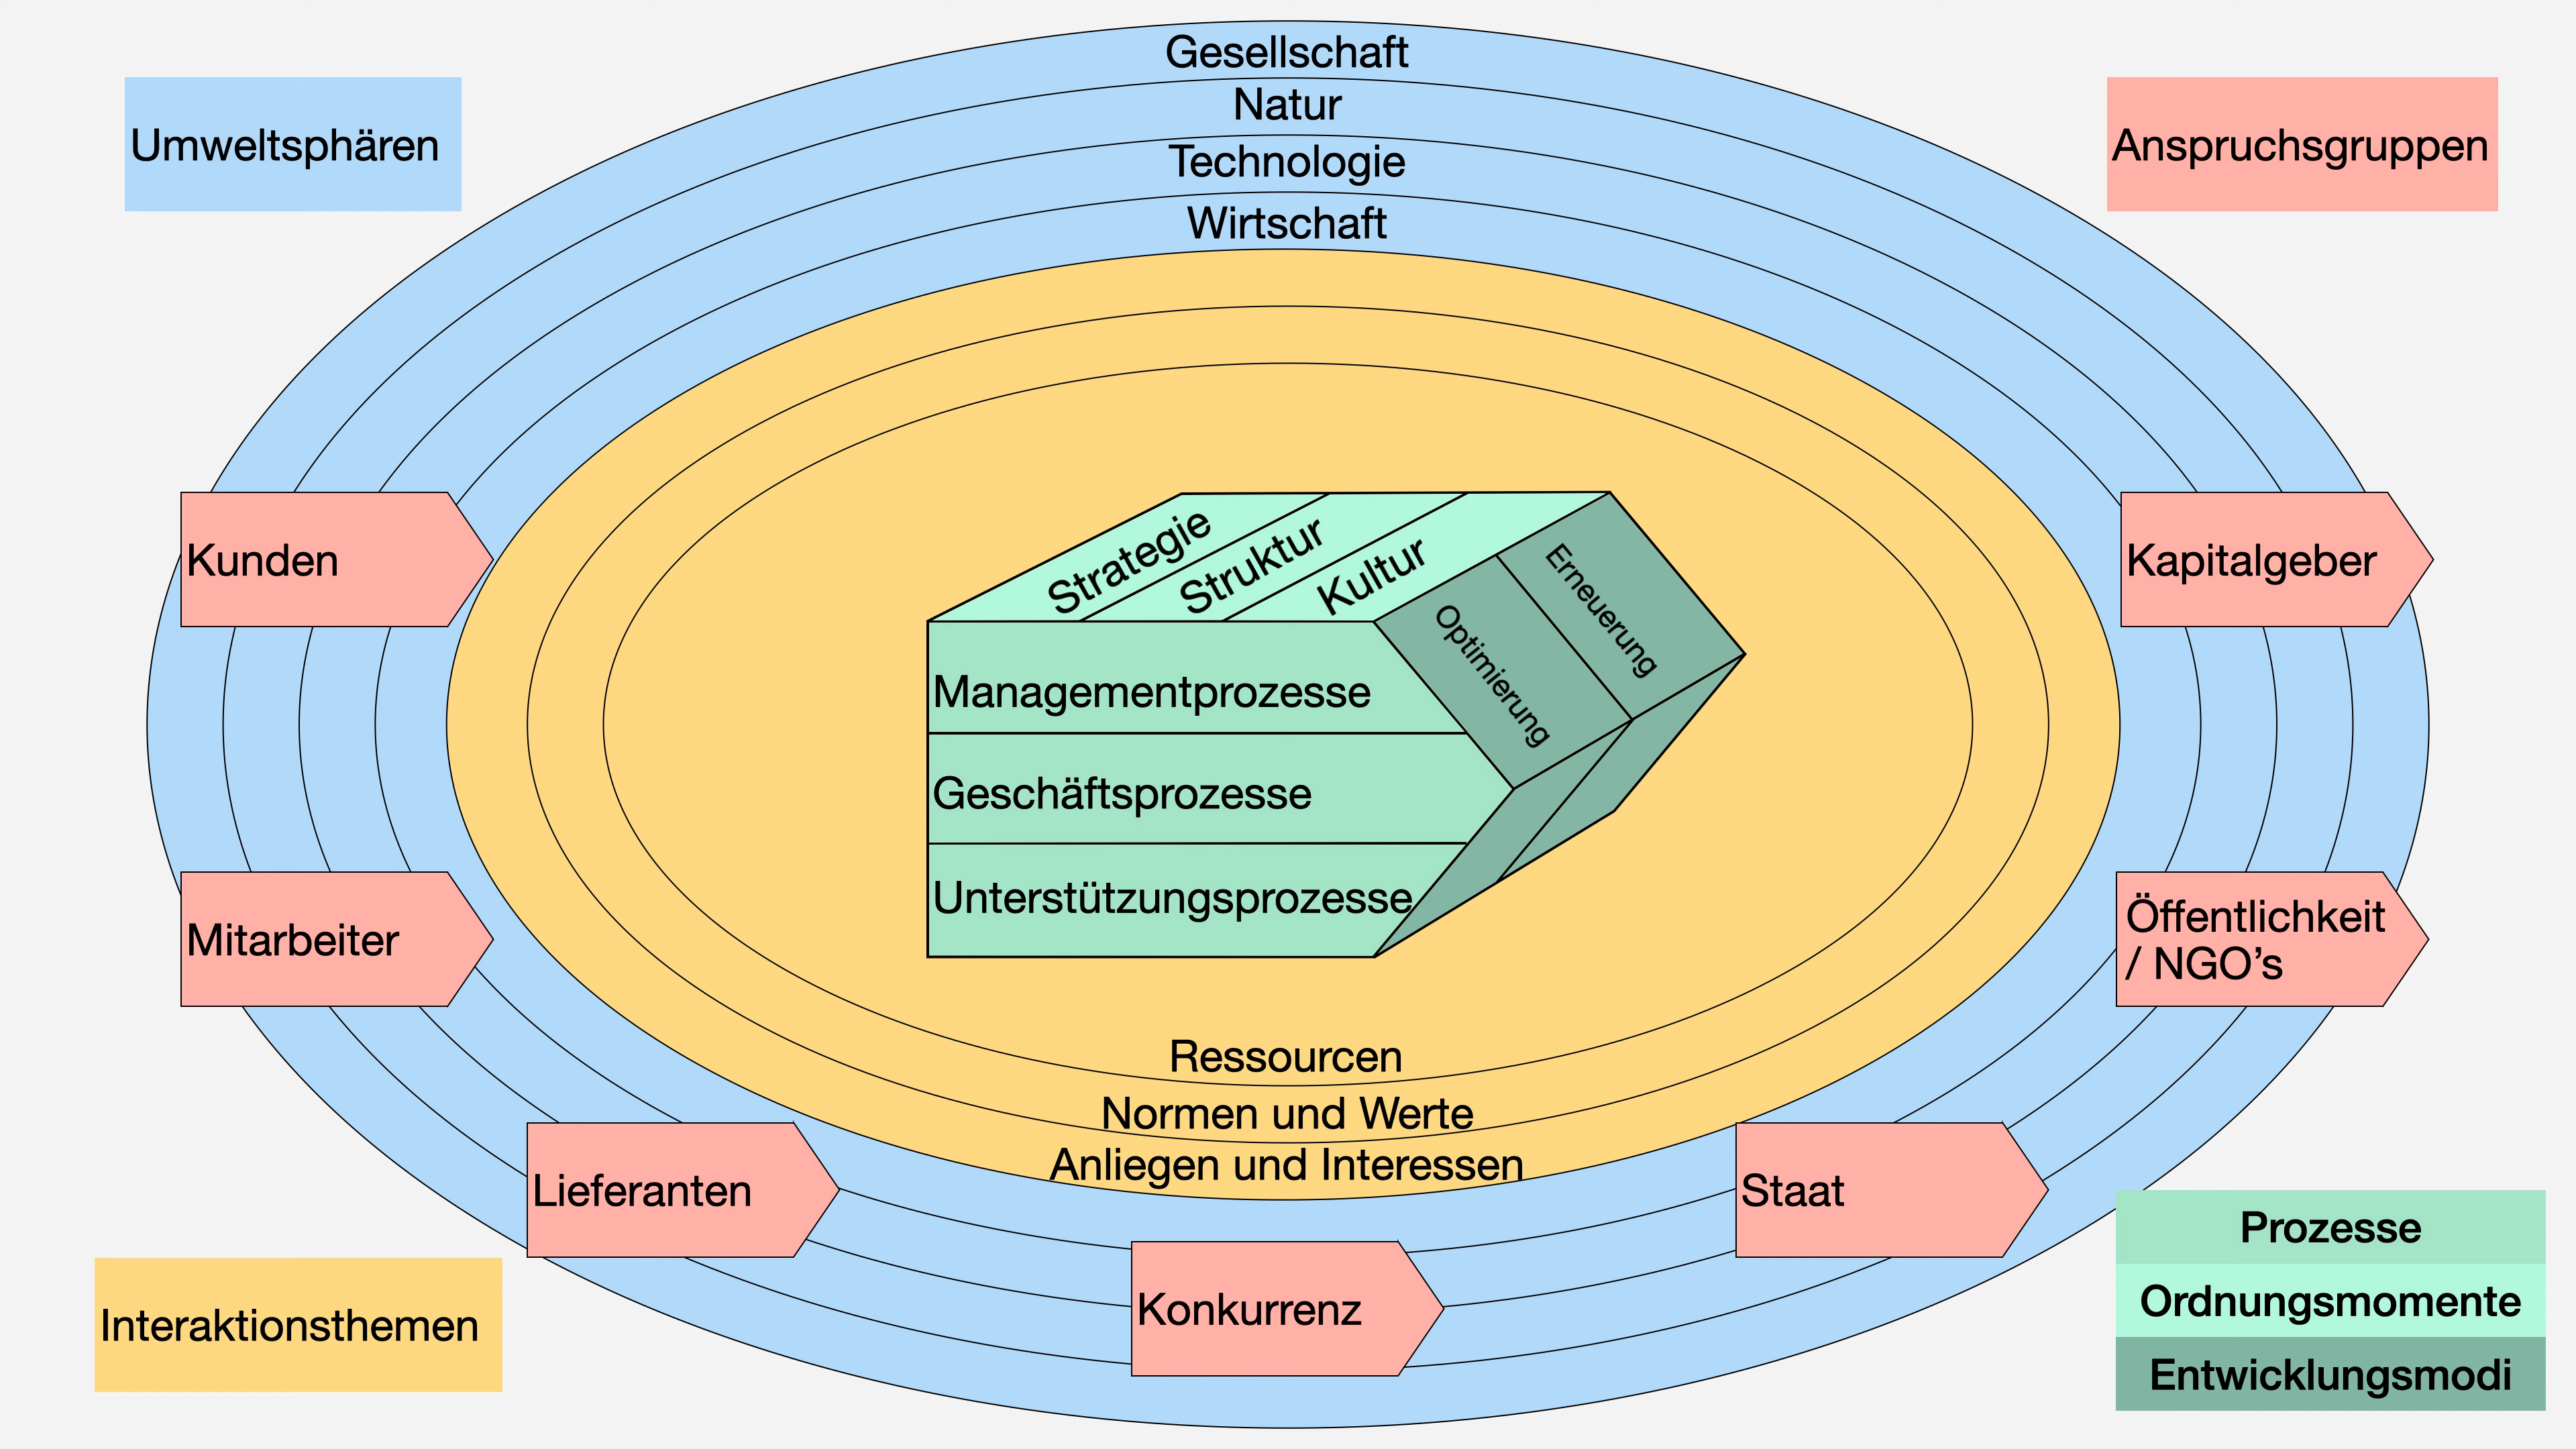 Gesellschaft
Natur
Umweltsphären
Anspruchsgruppen
Technologie
Wirtschaft
Kunden
Kapitalgeber
Strategie
Struktur
Kultur
Erneuerung
Optimierung
Managementprozesse
Geschäftsprozesse
Unterstützungsprozesse
Mitarbeiter
Öffentlichkeit
/ NGO’s
Ressourcen
Normen und Werte
Anliegen und Interessen
Lieferanten
Staat
Konkurrenz
Interaktionsthemen
Prozesse
Ordnungsmomente
Entwicklungsmodi